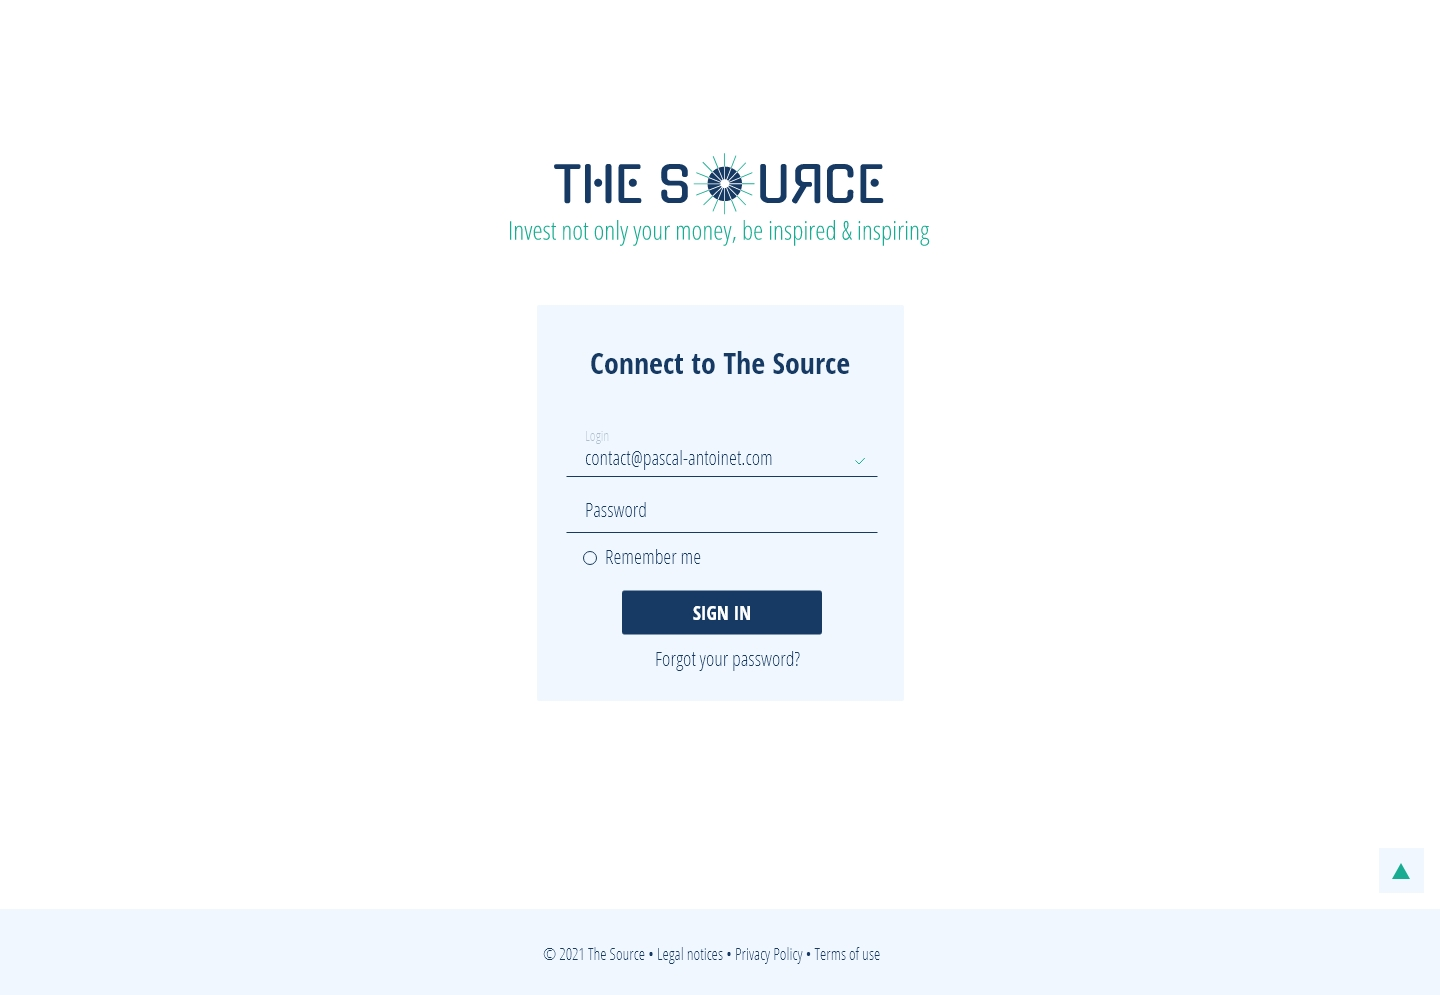 THE SOURCE
Invest not only your money, be inspired & inspiring
Connect to The Source
Login
contact@pascal-antoinet.com
Password
Remember me
SIGN IN
Forgot your password?
© 2021 The Source • Legal notices • Privacy Policy • Terms of use